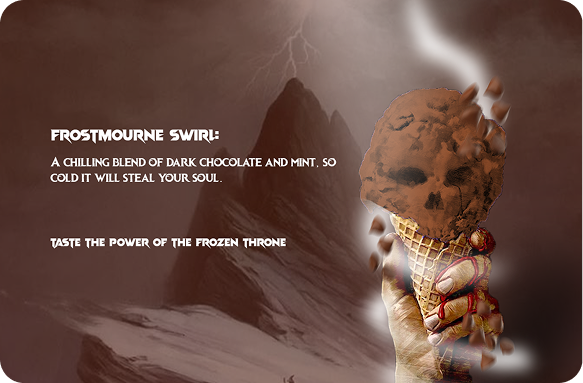 FROSTMOURNE SWIRL:
A CHILLING BLEND OF DARK CHOCOLATE AND MINT, SO
COLD IT WILL STEAL YOUR SOUL.
TASTE THE POWER OF THE FROZEN THRONE